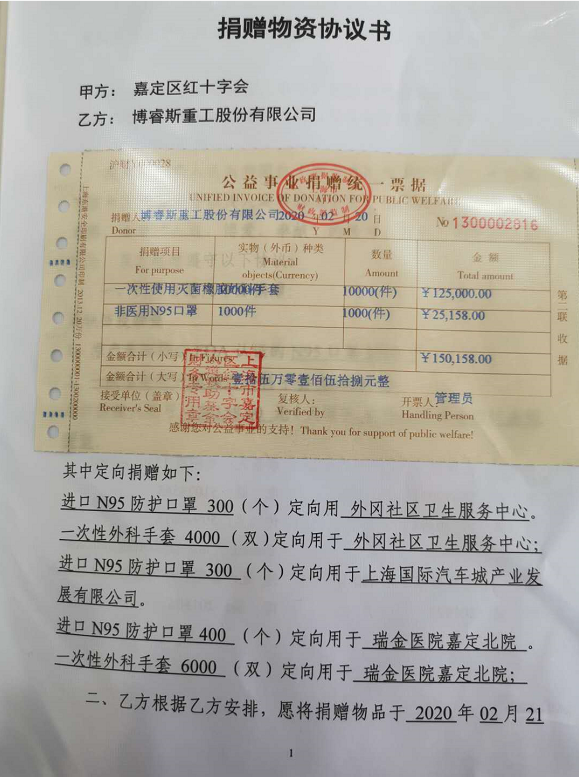 捐赠物资协议书
甲方：嘉定区红十字会
乙方：博睿斯重工股份有限公司
公益事业捐赠统一票据
UNIFIED INVOICE OF DONATION FOR PUBLIC WELFARE
捐赠人 博睿斯重工股份有限公司 2020 年 02 月 20 日
Donor Y M D
No 1300002816
捐赠项目 实物（外币）种类 数量 金额
For purpose Material objects(Currency) Amount Total amount
一次性使用灭菌橡胶 手套 10000(件) ￥125,000.00
非医用N95口罩 1000件 1000(件) ￥25,158.00
金额合计（小写）In Figures ￥150,158.00
金额合计（大写）In Words 壹拾伍万零壹佰伍拾捌元整
接受单位（盖章） 复核人： 开票人： 管理员
Receiver's Seal Verified by Handling Person
感谢您对公益事业的支持！Thank you for support of public welfare!
第二联 收据
其中定向捐赠如下：
进口 N95 防护口罩 300（个）定向用 外冈社区卫生服务中心。
一次性外科手套 4000（双）定向用于 外冈社区卫生服务中心;
进口 N95 防护口罩 300（个）定向用于上海国际汽车城产业发
展有限公司。
进口 N95 防护口罩 400（个）定向用于 瑞金医院嘉定北院 。
一次性外科手套 6000（双）定向用于 瑞金医院嘉定北院;
二、乙方根据乙方安排，愿将捐赠物品于 2020 年 02 月 21
1